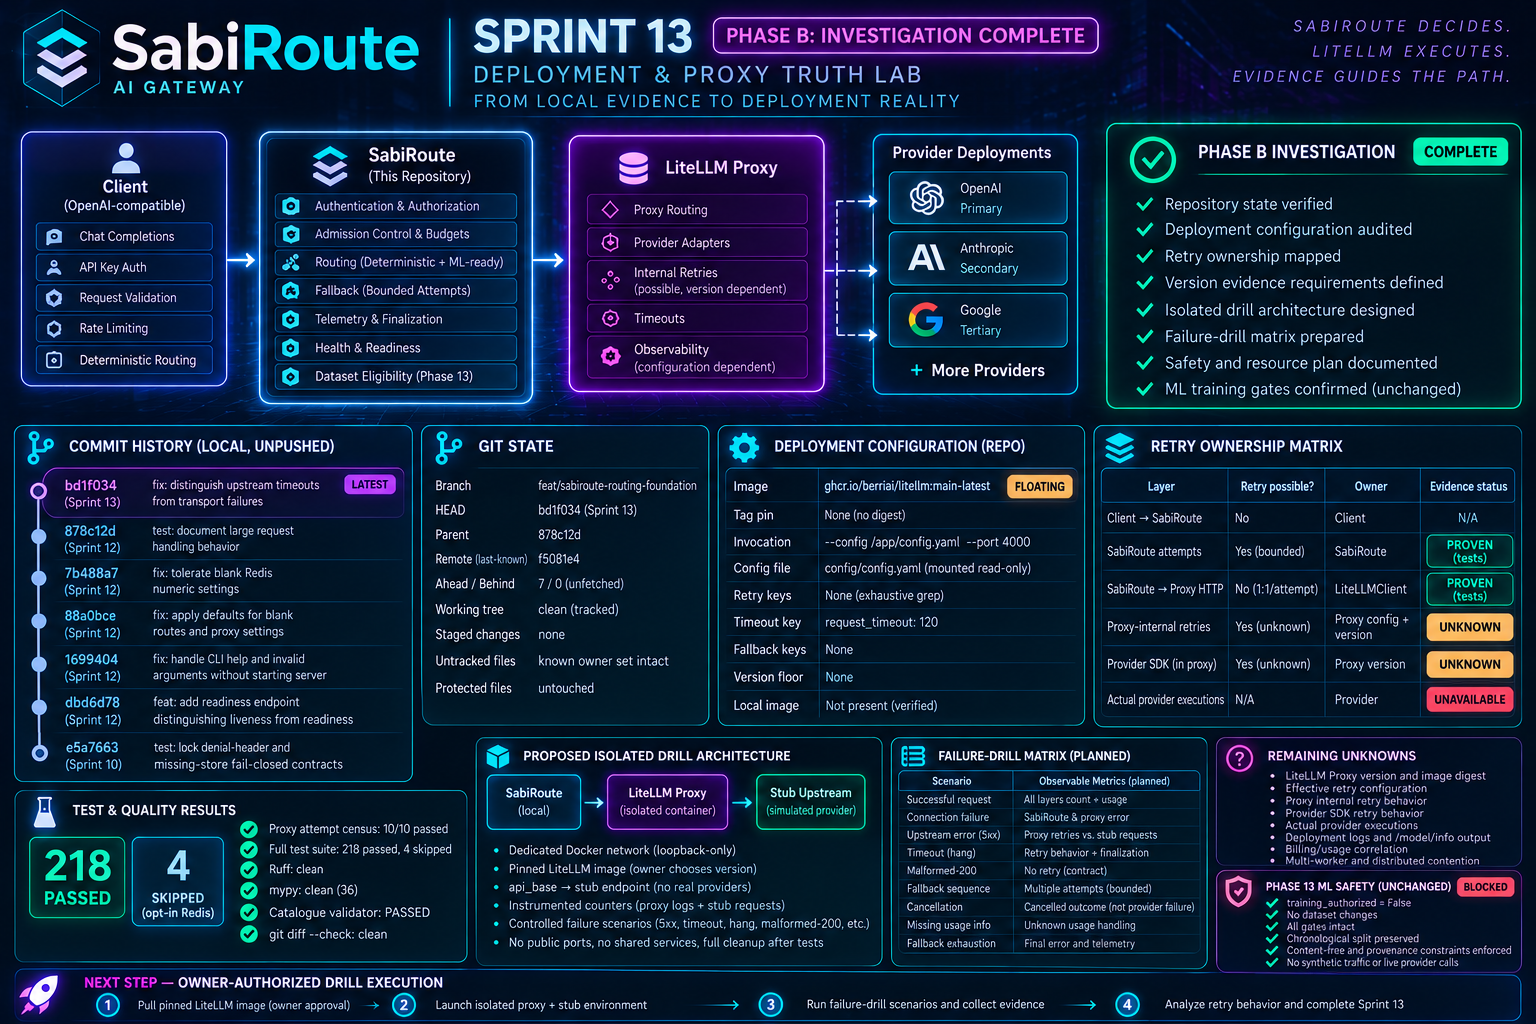 SabiRoute
AI GATEWAY
SPRINT 13
PHASE B: INVESTIGATION COMPLETE
DEPLOYMENT & PROXY TRUTH LAB
FROM LOCAL EVIDENCE TO DEPLOYMENT REALITY
SABIROUTE DECIDES.
LITELLM EXECUTES.
EVIDENCE GUIDES THE PATH.
Client
(OpenAI-compatible)
Chat Completions
API Key Auth
Request Validation
Rate Limiting
Deterministic Routing
SabiRoute
(This Repository)
Authentication & Authorization
Admission Control & Budgets
Routing (Deterministic + ML-ready)
Fallback (Bounded Attempts)
Telemetry & Finalization
Health & Readiness
Dataset Eligibility (Phase 13)
LiteLLM Proxy
Proxy Routing
Provider Adapters
Internal Retries
(possible, version dependent)
Timeouts
Observability
(configuration dependent)
Provider Deployments
OpenAI
Primary
Anthropic
Secondary
Google
Tertiary
+ More Providers
PHASE B INVESTIGATION
COMPLETE
Repository state verified
Deployment configuration audited
Retry ownership mapped
Version evidence requirements defined
Isolated drill architecture designed
Failure-drill matrix prepared
Safety and resource plan documented
ML training gates confirmed (unchanged)
COMMIT HISTORY (LOCAL, UNPUSHED)
bd1f034 fix: distinguish upstream timeouts LATEST
(Sprint 13) from transport failures
878c12d test: document large request
(Sprint 12) handling behavior
7b488a7 fix: tolerate blank Redis
(Sprint 12) numeric settings
88a0bce fix: apply defaults for blank
(Sprint 12) routes and proxy settings
1699404 fix: handle CLI help and invalid
(Sprint 12) arguments without starting server
dbd6d78 feat: add readiness endpoint
(Sprint 12) distinguishing liveness from readiness
e5a7663 test: lock denial-header and
(Sprint 10) missing-store fail-closed contracts
GIT STATE
Branch feat/sabiroute-routing-foundation
HEAD bd1f034 (Sprint 13)
Parent 878c12d
Remote (last-known) f5081e4
Ahead / Behind 7 / 0 (unfetched)
Working tree clean (tracked)
Staged changes none
Untracked files known owner set intact
Protected files untouched
DEPLOYMENT CONFIGURATION (REPO)
Image ghcr.io/berriai/litellm:main-latest FLOATING
Tag pin None (no digest)
Invocation --config /app/config.yaml --port 4000
Config file config/config.yaml (mounted read-only)
Retry keys None (exhaustive grep)
Timeout key request_timeout: 120
Fallback keys None
Version floor None
Local image Not present (verified)
RETRY OWNERSHIP MATRIX
Layer Retry possible? Owner Evidence status
Client → SabiRoute No Client N/A
SabiRoute attempts Yes (bounded) SabiRoute PROVEN (tests)
SabiRoute → Proxy HTTP No (1:1/attempt) LiteLLMClient PROVEN (tests)
Proxy-internal retries Yes (unknown) Proxy config + version UNKNOWN
Provider SDK (in proxy) Yes (unknown) Proxy version UNKNOWN
Actual provider executions N/A Provider UNAVAILABLE
TEST & QUALITY RESULTS
218
PASSED
4
SKIPPED
(opt-in Redis)
Proxy attempt census: 10/10 passed
Full test suite: 218 passed, 4 skipped
Ruff: clean
mypy: clean (36)
Catalogue validator: PASSED
git diff --check: clean
PROPOSED ISOLATED DRILL ARCHITECTURE
SabiRoute
(local)
LiteLLM Proxy
(isolated container)
Stub Upstream
(simulated provider)
• Dedicated Docker network (loopback-only)
• Pinned LiteLLM image (owner chooses version)
• api_base → stub endpoint (no real providers)
• Instrumented counters (proxy logs + stub requests)
• Controlled failure scenarios (5xx, timeout, hang, malformed-200, etc.)
• No public ports, no shared services, full cleanup after tests
FAILURE-DRILL MATRIX (PLANNED)
Scenario Observable Metrics (planned)
Successful request All layers count + usage
Connection failure SabiRoute & proxy error
Upstream error (5xx) Proxy retries vs. stub requests
Timeout (hang) Retry behavior + finalization
Malformed-200 No retry (contract)
Fallback sequence Multiple attempts (bounded)
Cancellation Cancelled outcome (not provider failure)
Missing usage info Unknown usage handling
Fallback exhaustion Final error and telemetry
REMAINING UNKNOWNS
• LiteLLM Proxy version and image digest
• Effective retry configuration
• Proxy internal retry behavior
• Provider SDK retry behavior
• Actual provider executions
• Deployment logs and /model/info output
• Billing/usage correlation
• Multi-worker and distributed contention
PHASE 13 ML SAFETY (UNCHANGED) BLOCKED
training_authorized = False
No dataset changes
All gates intact
Chronological split preserved
Content-free and provenance constraints enforced
No synthetic traffic or live provider calls
NEXT STEP — OWNER-AUTHORIZED DRILL EXECUTION
1 Pull pinned LiteLLM image (owner approval) → 2 Launch isolated proxy + stub environment → 3 Run failure-drill scenarios and collect evidence → 4 Analyze retry behavior and complete Sprint 13